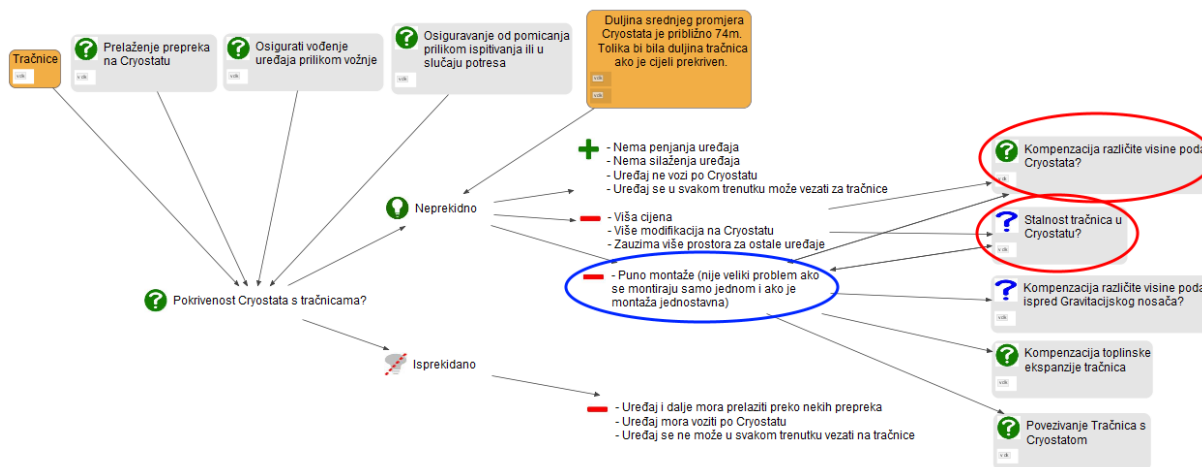 Tračnice
Prelaženje prepreka
na Cryostatu
Osigurati vođenje
uređaja prilikom vožnje
Osiguravanje od pomicanja
prilikom ispitivanja ili u
slučaju potresa
Duljina srednjeg promjera
Cryostata je približno 74m.
Tolika bi bila duljina tračnica
ako je cijeli prekriven.
- Nema penjanja uređaja
- Nema silaženja uređaja
- Uređaj ne vozi po Cryostatu
- Uređaj se u svakom trenutku može vezati za tračnice
Neprekidno
- Viša cijena
- Više modifikacija na Cryostatu
- Zauzima više prostora za ostale uređaje
- Puno montaže (nije veliki problem ako
se montiraju samo jednom i ako je
montaža jednostavna)
Pokrivenost Cryostata s tračnicama?
Isprekidano
- Uređaj i dalje mora prelaziti preko nekih prepreka
- Uređaj mora voziti po Cryostatu
- Uređaj se ne može u svakom trenutku vezati na tračnice
Kompenzacija različite visine poda
Cryostata?
Stalnost tračnica u
Cryostatu?
Kompenzacija različite visine poda
ispred Gravitacijskog nosača?
Kompenzacija toplinske
ekspanzije tračnica
Povezivanje Tračnica s
Cryostatom